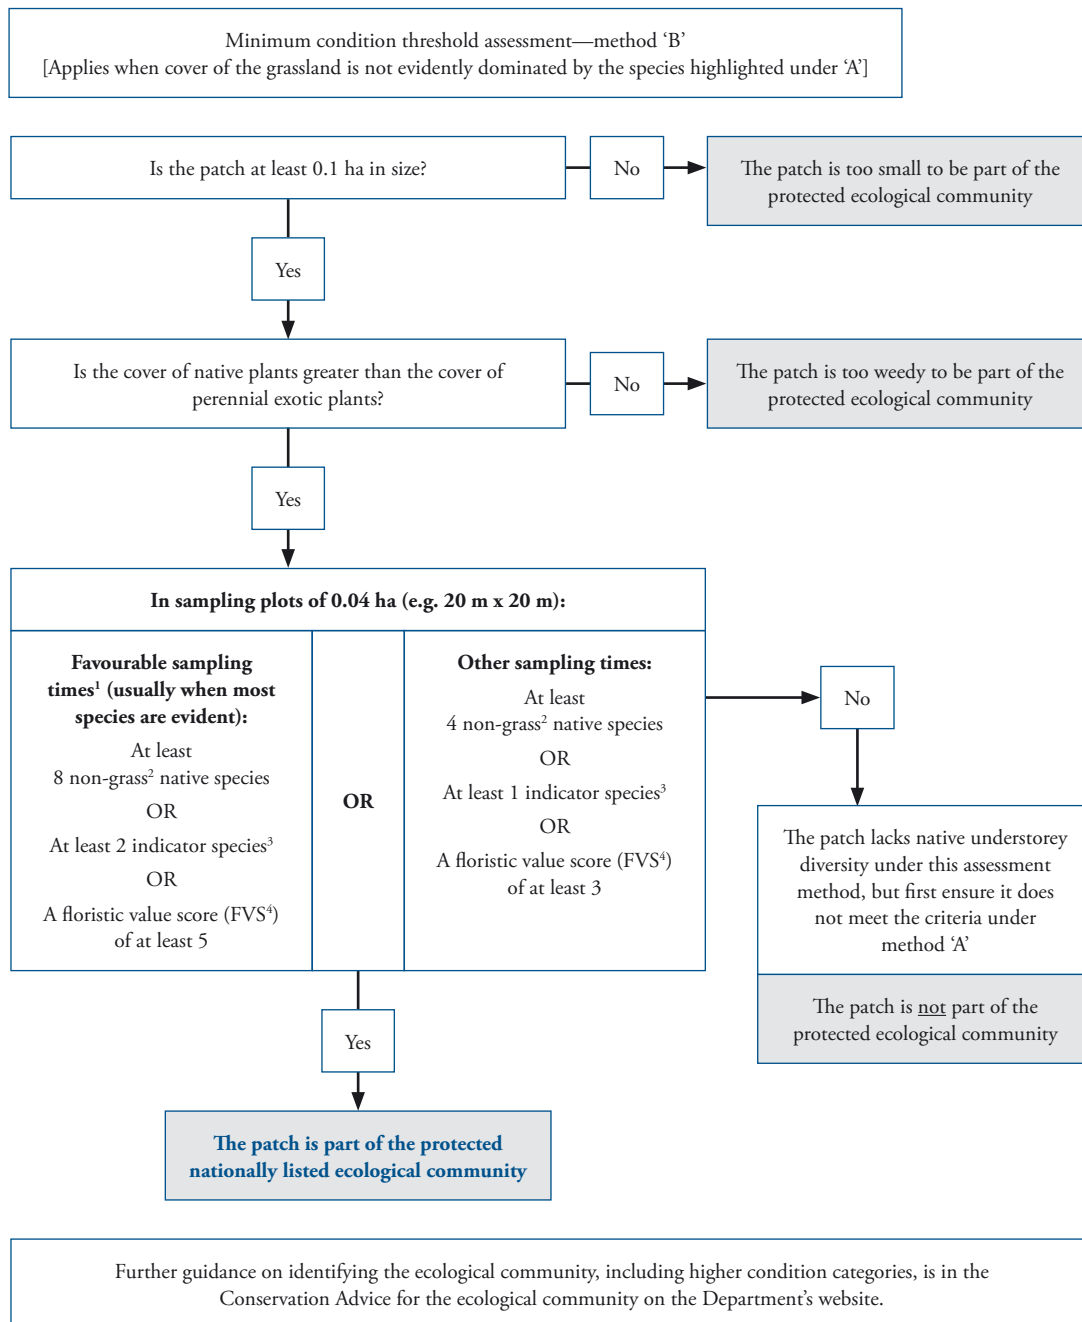 Minimum condition threshold assessment—method ‘B’
[Applies when cover of the grassland is not evidently dominated by the species highlighted under ‘A’]
Is the patch at least 0.1 ha in size?
No
The patch is too small to be part of the
protected ecological community
Yes
Is the cover of native plants greater than the cover of
perennial exotic plants?
No
The patch is too weedy to be part of the
protected ecological community
Yes
In sampling plots of 0.04 ha (e.g. 20 m x 20 m):
Favourable sampling
times¹ (usually when most
species are evident):
At least
8 non-grass² native species
OR
At least 2 indicator species³
OR
A floristic value score (FVS⁴)
of at least 5
OR
Other sampling times:
At least
4 non-grass² native species
OR
At least 1 indicator species³
OR
A floristic value score (FVS⁴)
of at least 3
No
The patch lacks native understorey
diversity under this assessment
method, but first ensure it does
not meet the criteria under
method ‘A’
The patch is not part of the
protected ecological community
Yes
The patch is part of the protected
nationally listed ecological community
Further guidance on identifying the ecological community, including higher condition categories, is in the
Conservation Advice for the ecological community on the Department’s website.